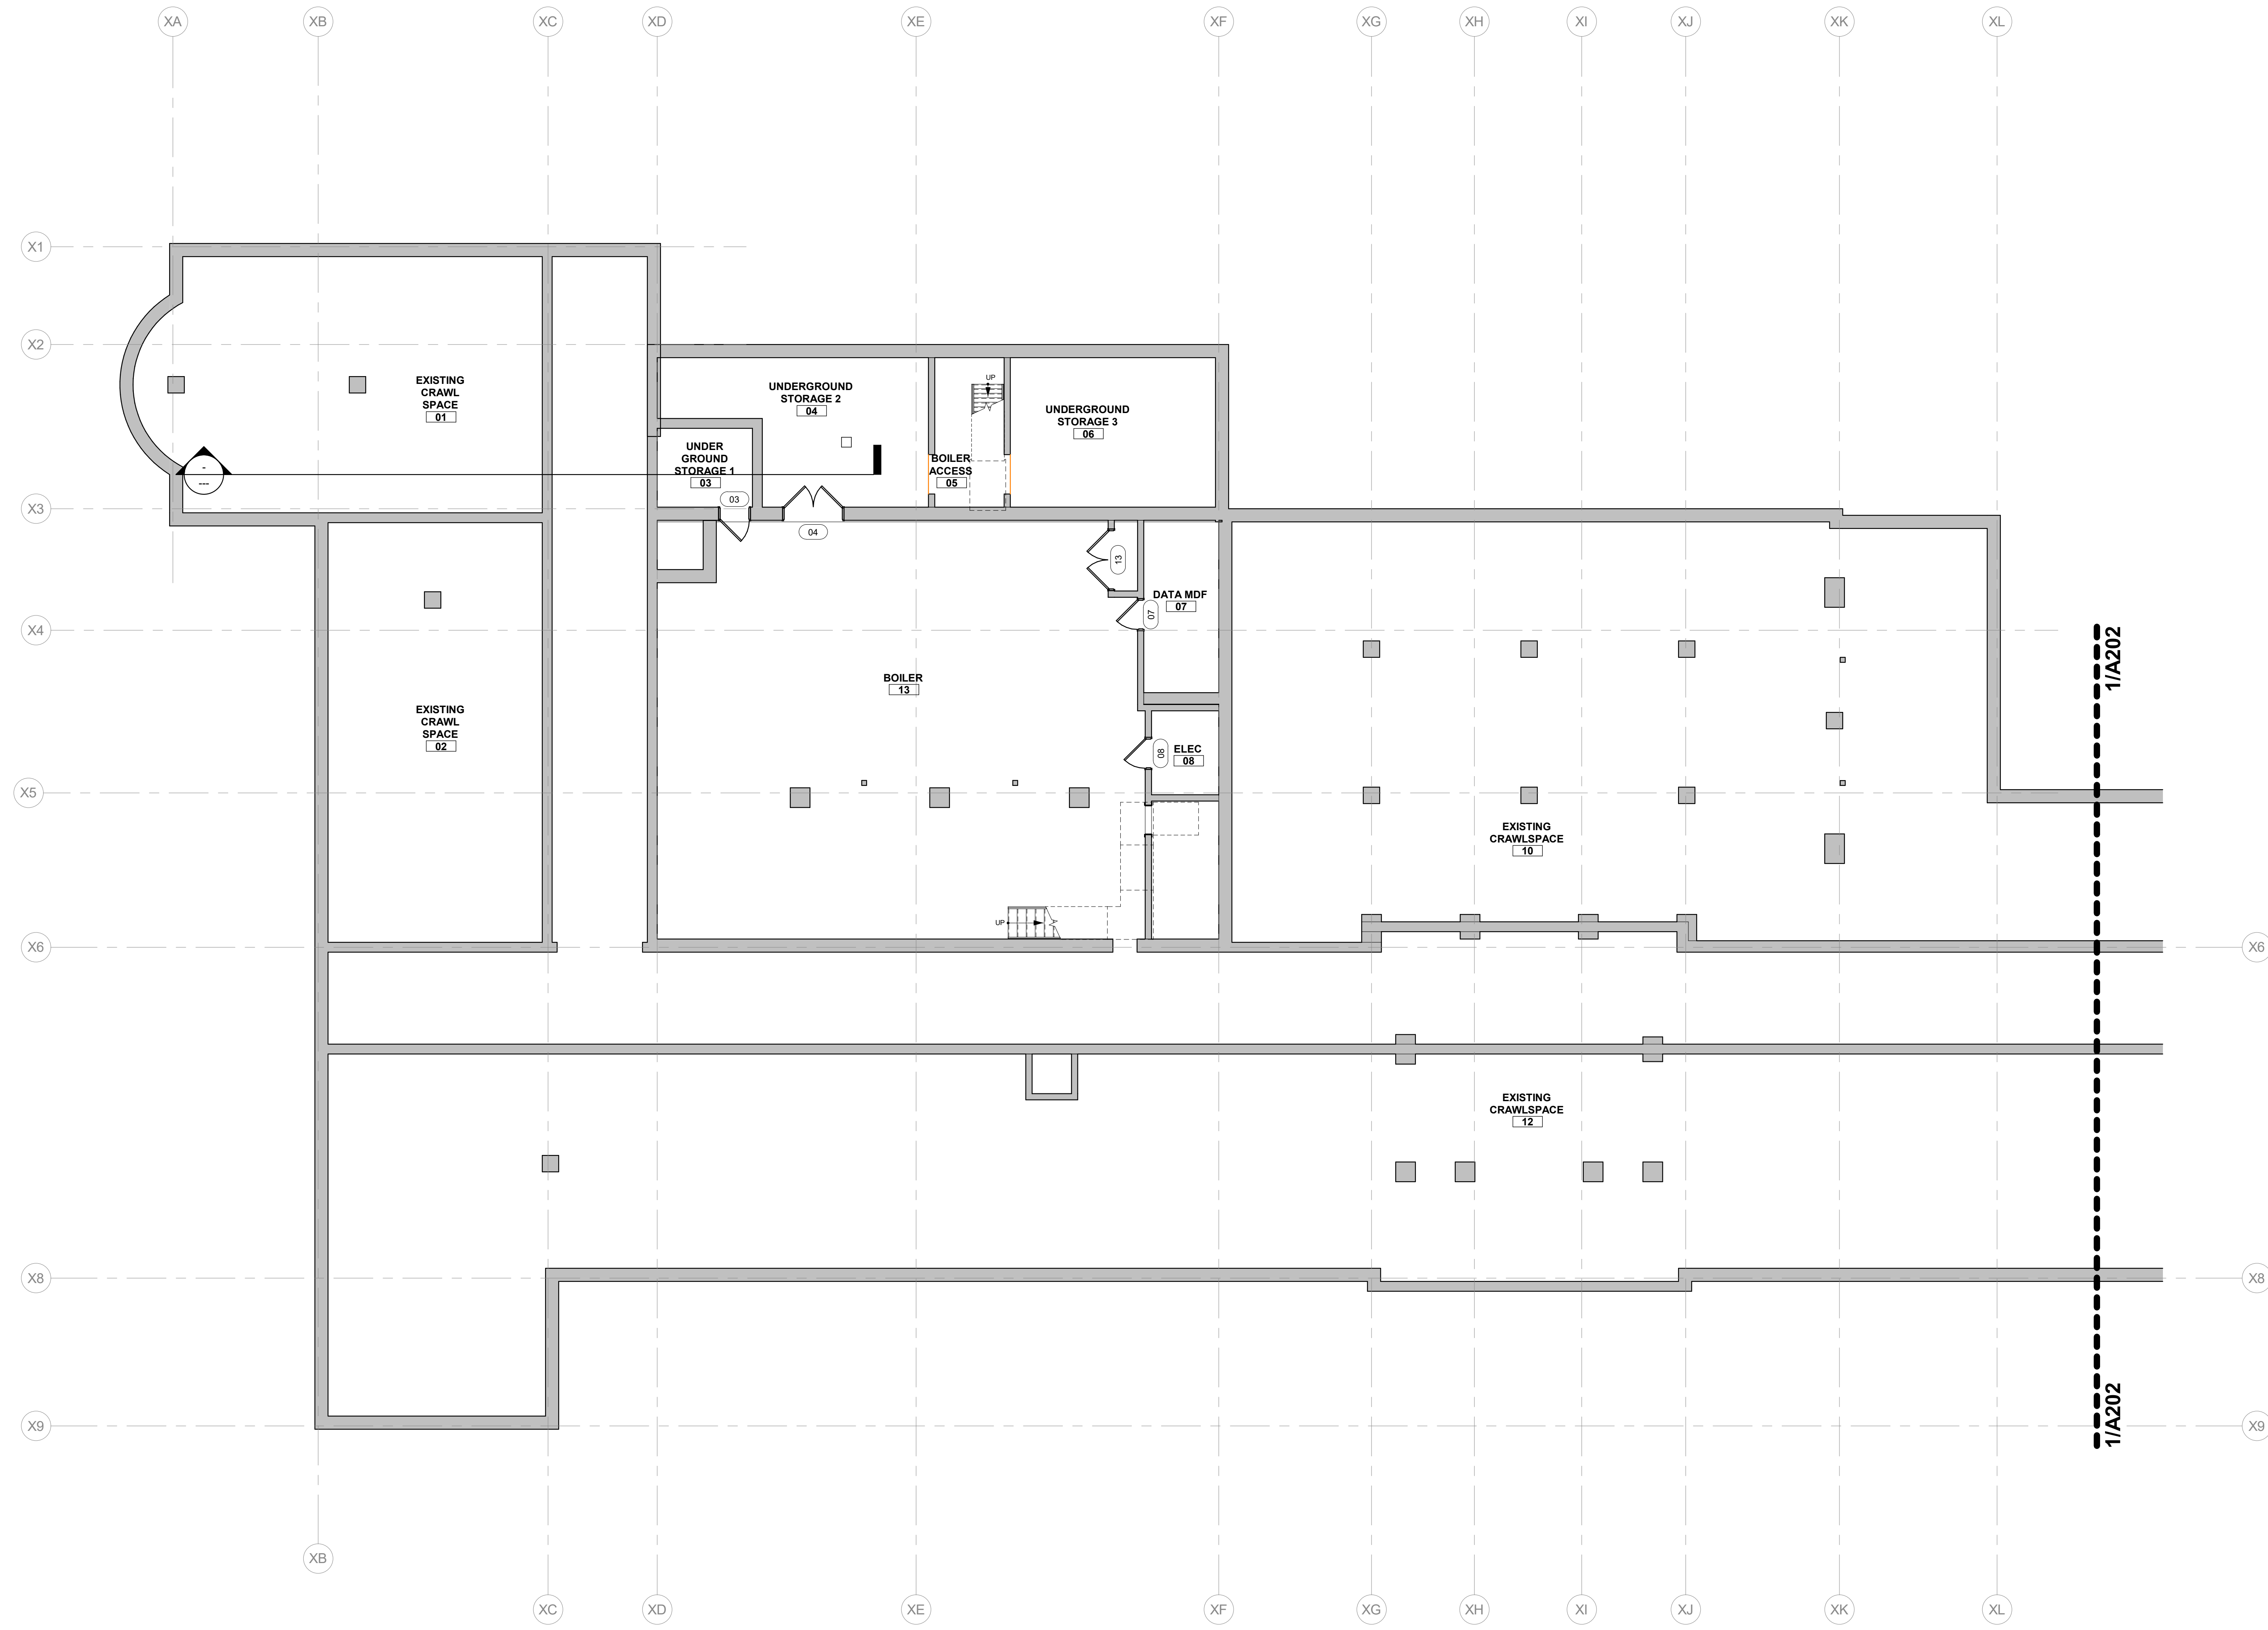 XA XB XC XD XE XF XG XH XI XJ XK XL
X1
X2
EXISTING
CRAWL
SPACE
01
UNDERGROUND
STORAGE 2
04
UP
UNDERGROUND
STORAGE 3
06
UNDER
GROUND
STORAGE 1
03
BOILER
ACCESS
05
-
---
03
X3
04
13
DATA MDF
07
07
X4
1/A202
BOILER
13
EXISTING
CRAWL
SPACE
02
ELEC
08
08
X5
EXISTING
CRAWLSPACE
10
UP
X6
X6
EXISTING
CRAWLSPACE
12
X8
X8
1/A202
X9
X9
XB
XC XD XE XF XG XH XI XJ XK XL